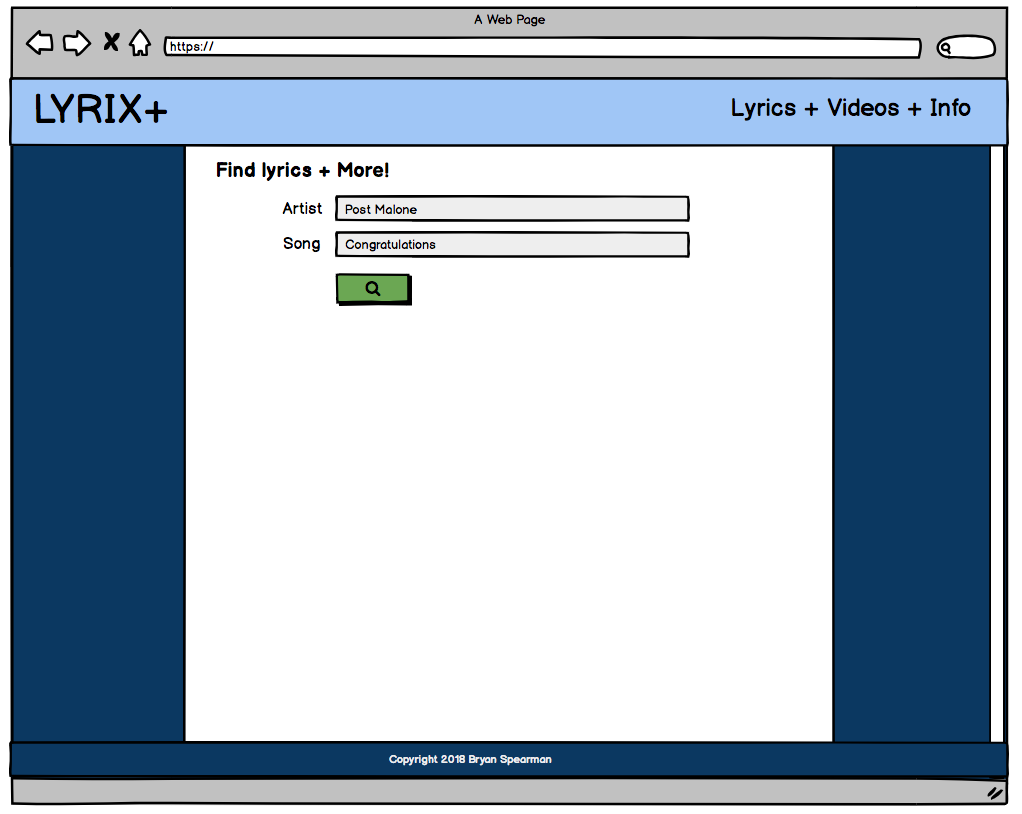 A Web Page
https://
LYRIX+
Lyrics + Videos + Info
Find lyrics + More!
Artist
Post Malone
Song
Congratulations
Copyright 2018 Bryan Spearman